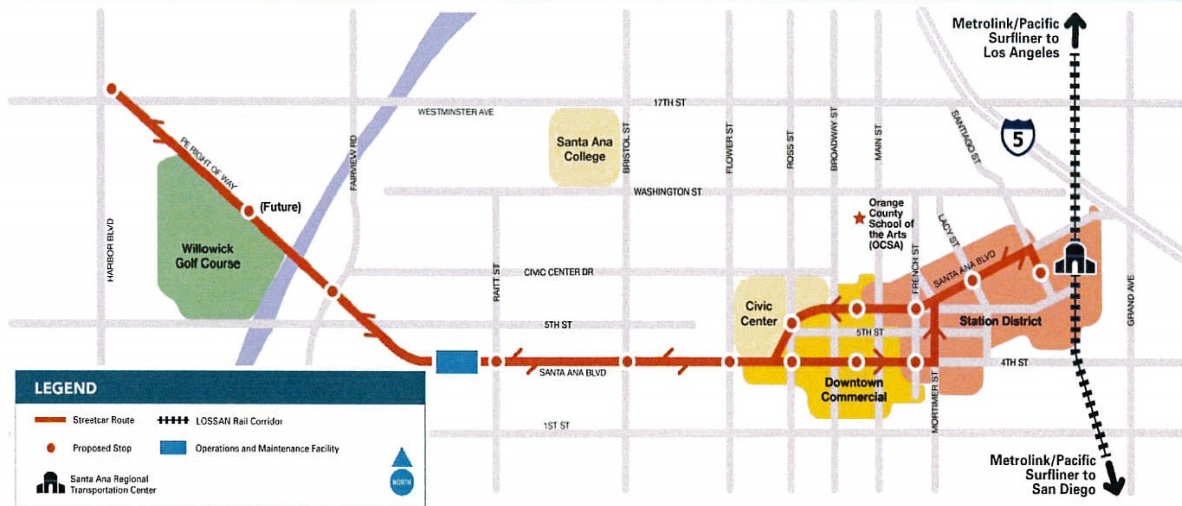 Metrolink/Pacific
Surfliner to
Los Angeles
WESTMINSTER AVE
17TH ST
5
Santa Ana
College
BRISTOL ST
FLOWER ST
ROSS ST
BROADWAY ST
MAIN ST
SANTIAGO ST
PE RIGHT OF WAY
FAIRVIEW RD
WASHINGTON ST
(Future)
Orange
County
School of
the Arts
(OCSA)
LACY ST
HARBOR BLVD
Willowick
Golf Course
RAITT ST
CIVIC CENTER DR
FRENCH ST
SANTA ANA BLVD
GRAND AVE
Civic
Center
5TH ST
5TH ST
Station District
SANTA ANA BLVD
4TH ST
Downtown
Commercial
MORTIMER ST
1ST ST
Metrolink/Pacific
Surfliner to
San Diego
LEGEND
Streetcar Route
LOSSAN Rail Corridor
Proposed Stop
Operations and Maintenance Facility
Santa Ana Regional
Transportation Center
NORTH